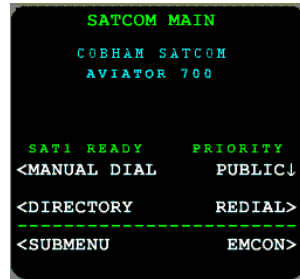 SATCOM MAIN
COBHAM SATCOM
AVIATOR 700
SAT1 READY PRIORITY
<MANUAL DIAL PUBLIC↓
<DIRECTORY REDIAL>
<SUBMENU EMCON>